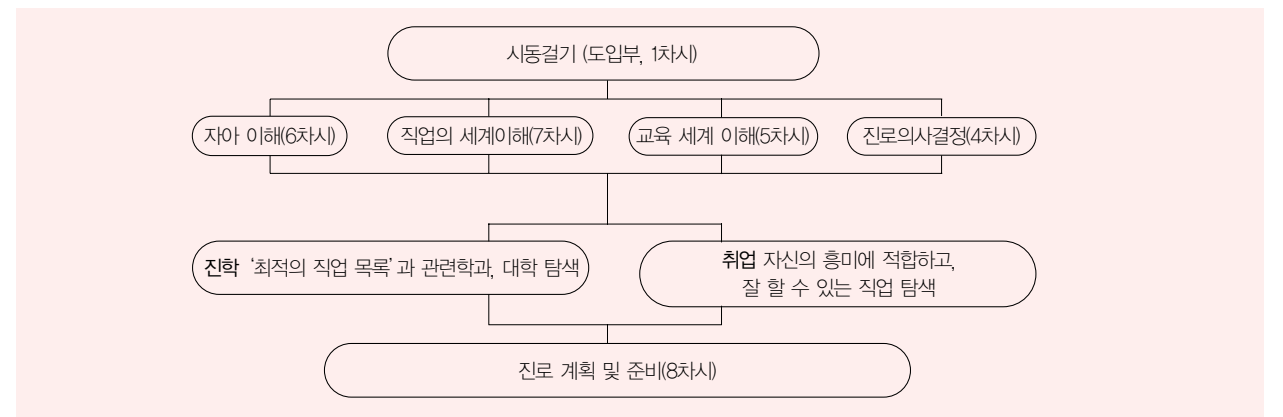 시동걸기 (도입부, 1차시)
자아 이해(6차시)
직업의 세계이해(7차시)
교육 세계 이해(5차시)
진로의사결정(4차시)
진학 ‘최적의 직업 목록’ 과 관련학과, 대학 탐색
취업 자신의 흥미에 적합하고,
잘 할 수 있는 직업 탐색
진로 계획 및 준비(8차시)